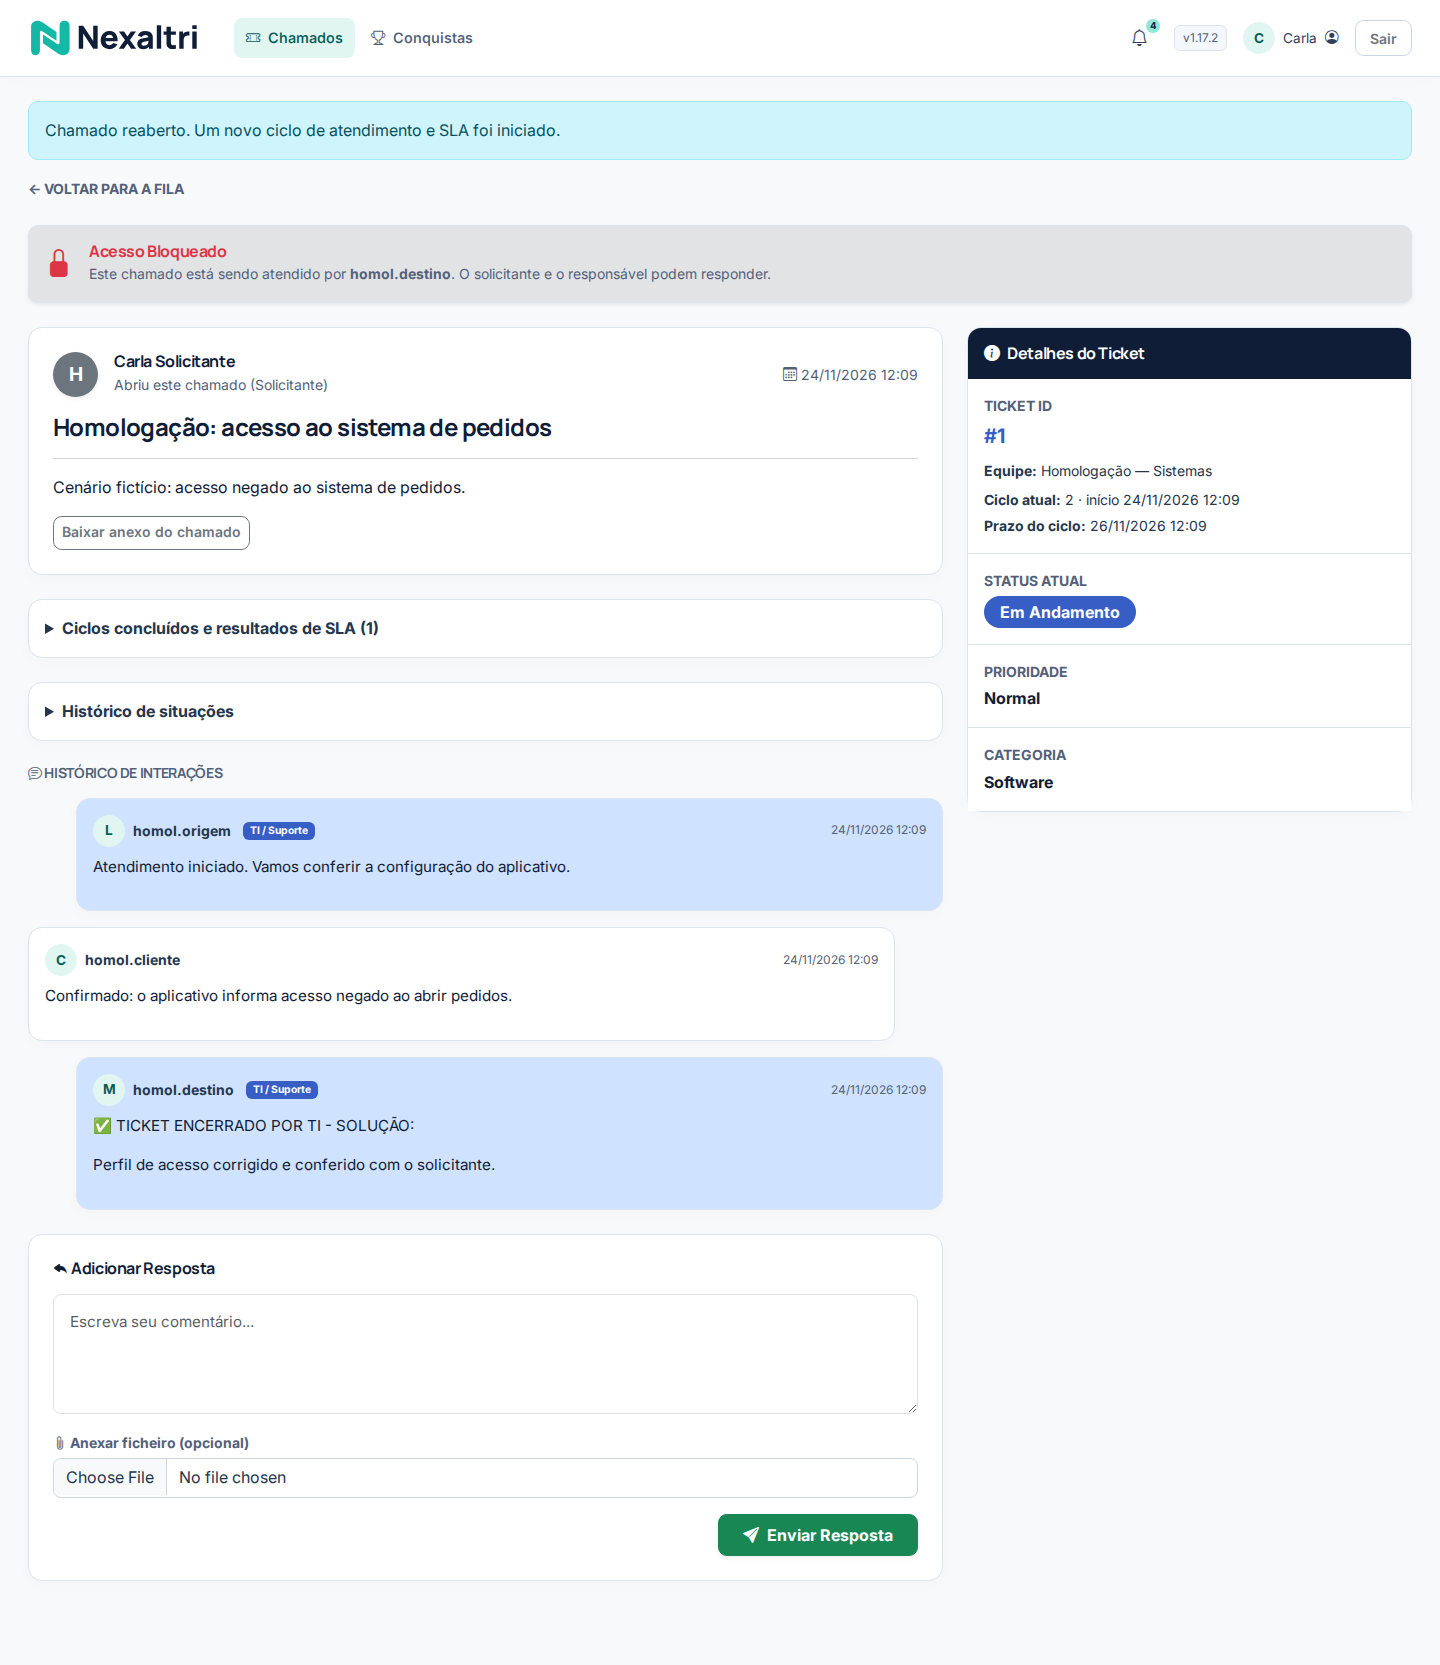 Nexaltri
Chamados
Conquistas
4
v1.17.2
C
Carla
Sair
Chamado reaberto. Um novo ciclo de atendimento e SLA foi iniciado.
← VOLTAR PARA A FILA
Acesso Bloqueado
Este chamado está sendo atendido por homol.destino. O solicitante e o responsável podem responder.
H
Carla Solicitante
Abriu este chamado (Solicitante)
24/11/2026 12:09
Homologação: acesso ao sistema de pedidos
Cenário fictício: acesso negado ao sistema de pedidos.
Baixar anexo do chamado
Ciclos concluídos e resultados de SLA (1)
Histórico de situações
HISTÓRICO DE INTERAÇÕES
L
homol.origem
TI / Suporte
24/11/2026 12:09
Atendimento iniciado. Vamos conferir a configuração do aplicativo.
C
homol.cliente
24/11/2026 12:09
Confirmado: o aplicativo informa acesso negado ao abrir pedidos.
M
homol.destino
TI / Suporte
24/11/2026 12:09
✅ TICKET ENCERRADO POR TI - SOLUÇÃO:
Perfil de acesso corrigido e conferido com o solicitante.
Adicionar Resposta
Escreva seu comentário...
Anexar ficheiro (opcional)
Choose File
No file chosen
Enviar Resposta
Detalhes do Ticket
TICKET ID
#1
Equipe: Homologação — Sistemas
Ciclo atual: 2 · início 24/11/2026 12:09
Prazo do ciclo: 26/11/2026 12:09
STATUS ATUAL
Em Andamento
PRIORIDADE
Normal
CATEGORIA
Software